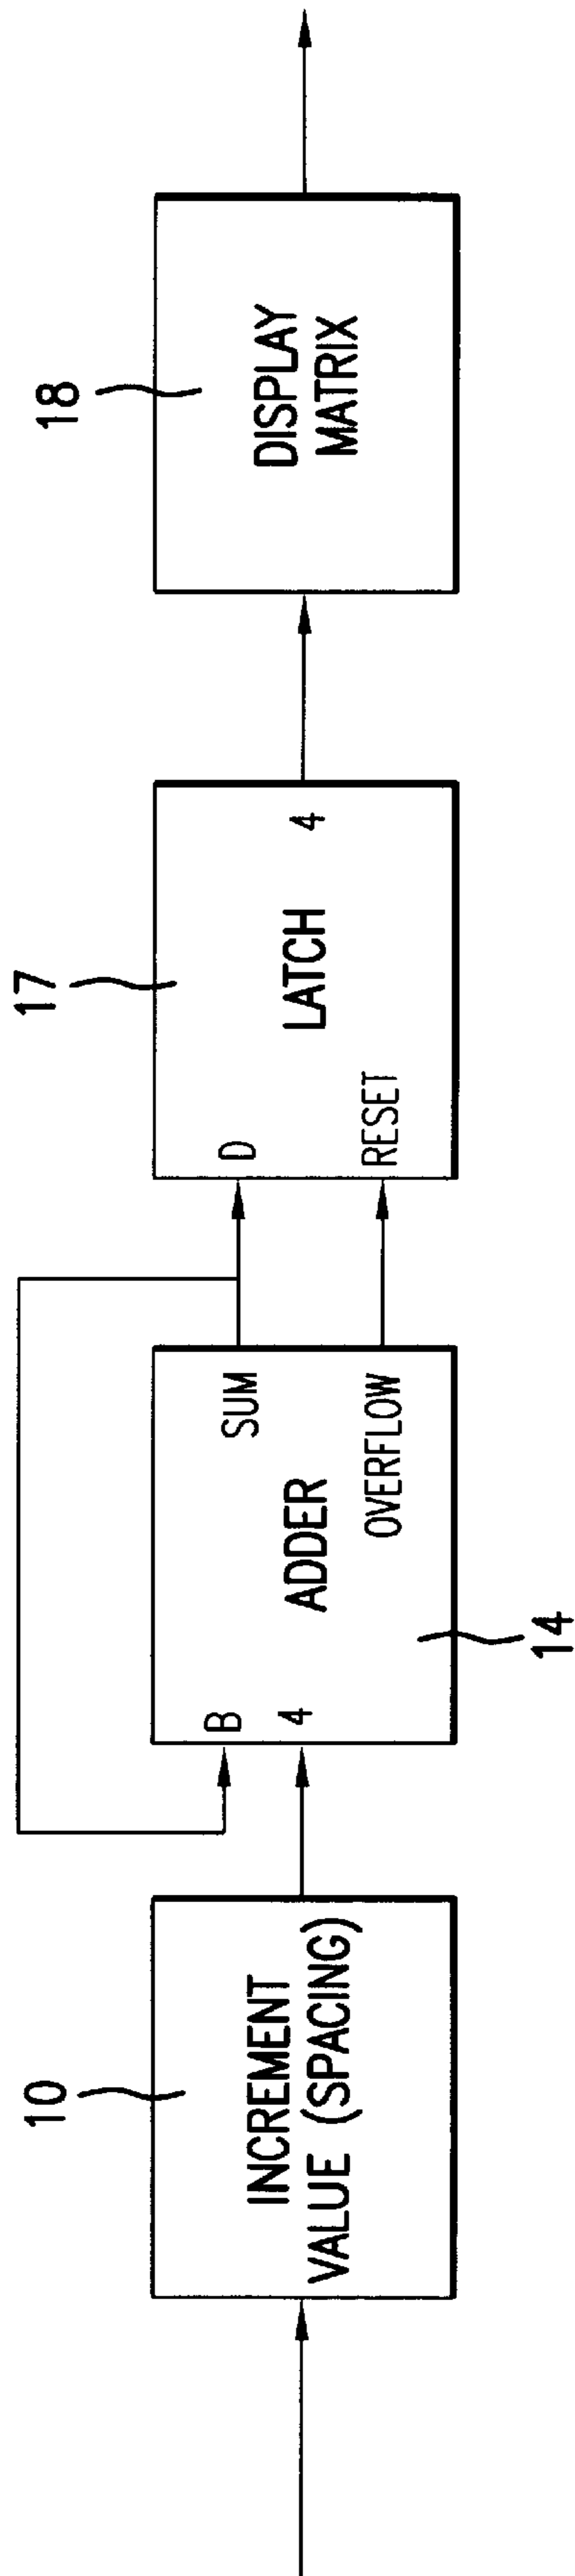 10
INCREMENT
VALUE (SPACING)
B
4
ADDER
SUM
OVERFLOW
14
17
D
LATCH
4
RESET
18
DISPLAY
MATRIX